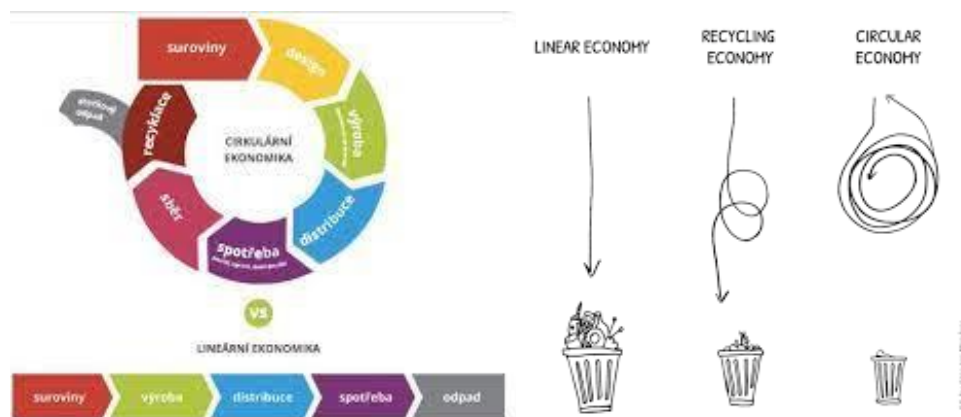 suroviny
design
výroba
distribuce
spotřeba
sběr
recyklace
odpad
CIRKULÁRNÍ
EKONOMIKA
VS
LINEÁRNÍ EKONOMIKA
suroviny
výroba
distribuce
spotřeba
odpad
LINEAR ECONOMY
RECYCLING
ECONOMY
CIRCULAR
ECONOMY